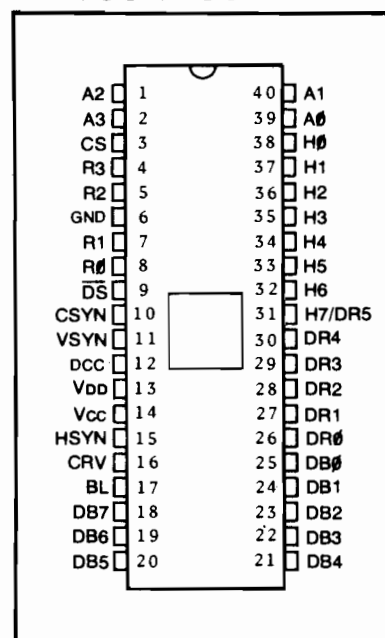 A2 1 40 A1
A3 2 39 AØ
CS 3 38 HØ
R3 4 37 H1
R2 5 36 H2
GND 6 35 H3
R1 7 34 H4
RØ 8 33 H5
D̅S̅ 9 32 H6
CSYN 10 31 H7/DR5
VSYN 11 30 DR4
DCC 12 29 DR3
VDD 13 28 DR2
VCC 14 27 DR1
HSYN 15 26 DRØ
CRV 16 25 DBØ
BL 17 24 DB1
DB7 18 23 DB2
DB6 19 22 DB3
DB5 20 21 DB4